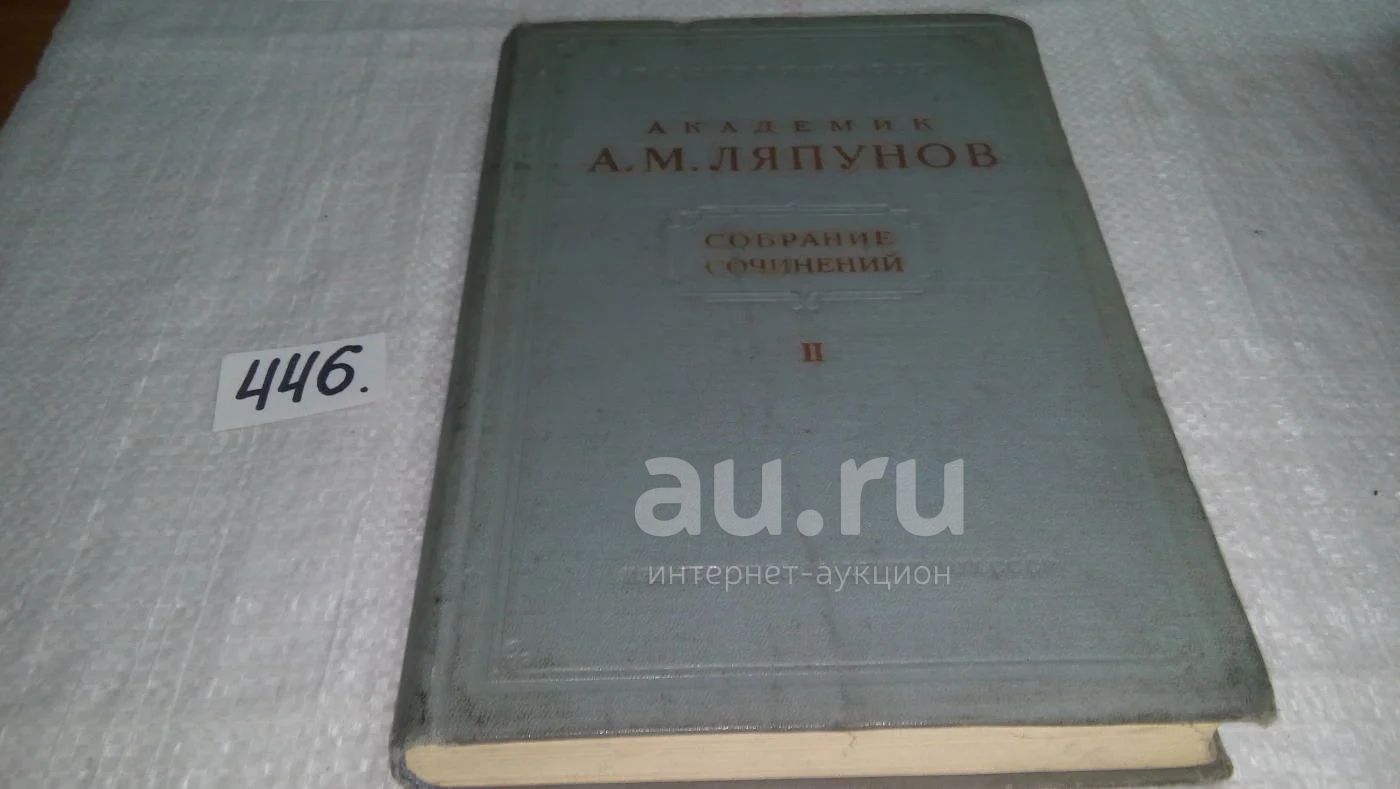 АКАДЕМИК
А.М.ЛЯПУНОВ
СОБРАНИЕ
СОЧИНЕНИЙ
II
446.
au.ru
интернет-аукцион